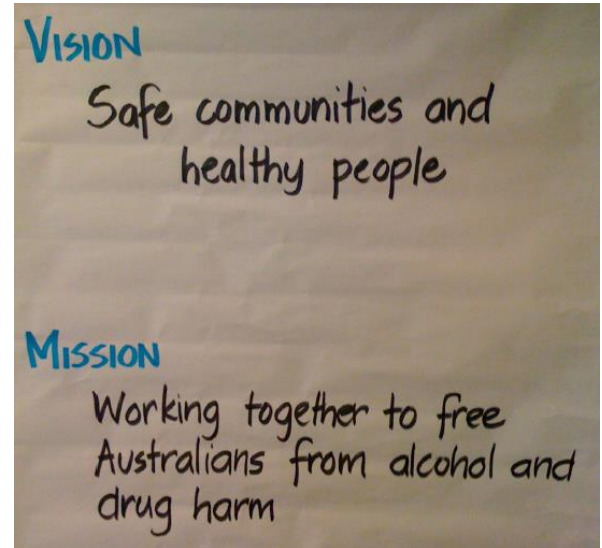 VISION
Safe communities and
healthy people
MISSION
Working together to free
Australians from alcohol and
drug harm